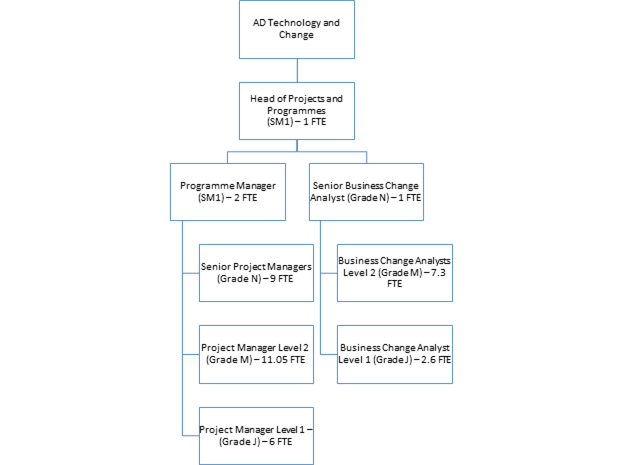 AD Technology and
Change
Head of Projects and
Programmes
(SM1) – 1 FTE
Programme Manager
(SM1) – 2 FTE
Senior Business Change
Analyst (Grade N) – 1 FTE
Senior Project Managers
(Grade N) – 9 FTE
Business Change Analysts
Level 2 (Grade M) – 7.3
FTE
Project Manager Level 2
(Grade M) – 11.05 FTE
Business Change Analyst
Level 1 (Grade J) – 2.6 FTE
Project Manager Level 1 –
(Grade J) – 6 FTE